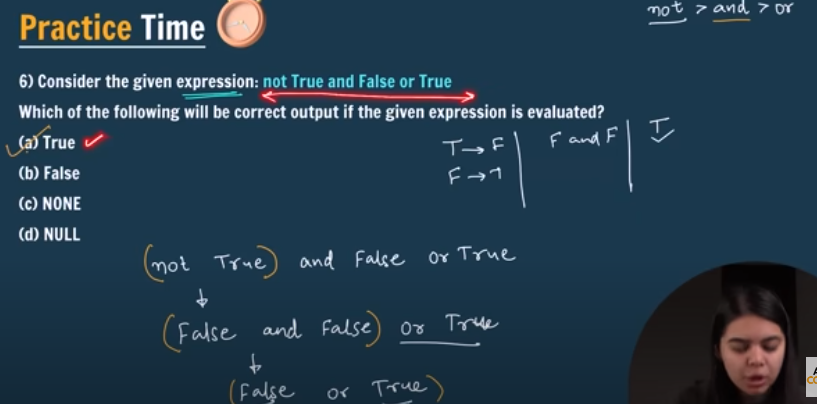 not > and > or
Practice Time
6) Consider the given expression: not True and False or True
Which of the following will be correct output if the given expression is evaluated?
(a) True
(b) False
(c) NONE
(d) NULL
T→F | F and F | T
F→T
(not True) and False or True
(False and False) or True
(False or True)